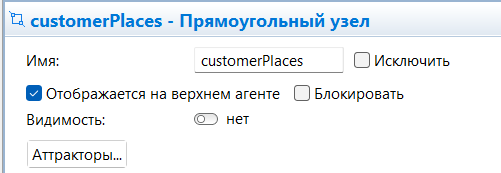 customerPlaces - Прямоугольный узел
Имя: customerPlaces Исключить
Отображается на верхнем агенте Блокировать
Видимость: нет
Аттракторы...